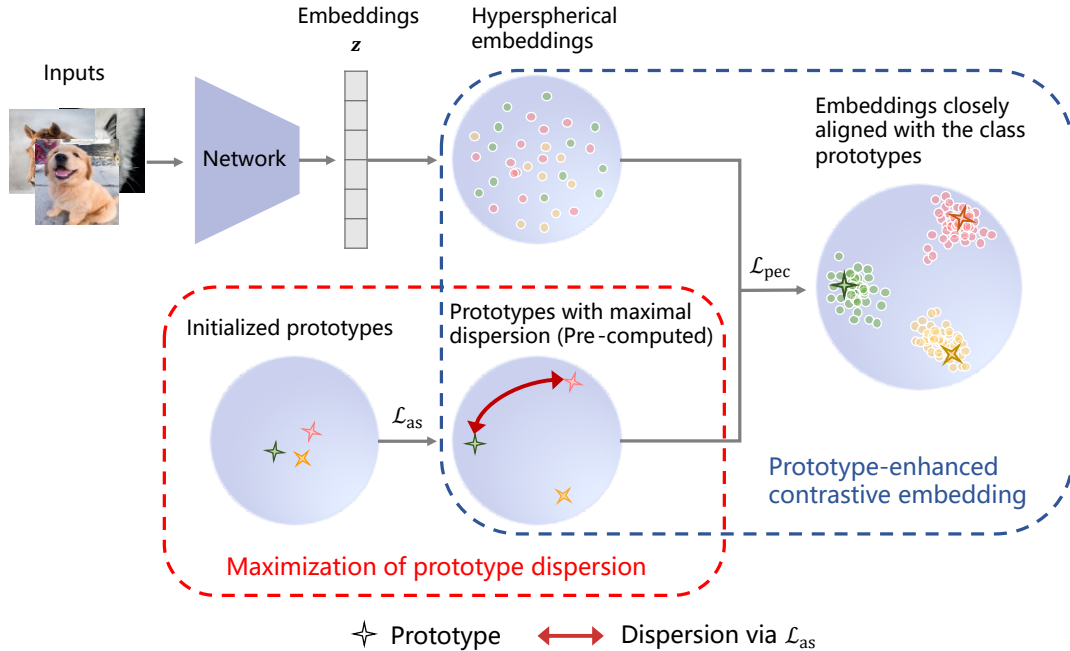 Embeddings
z
Hyperspherical
embeddings
Inputs
Network
Embeddings closely
aligned with the class
prototypes
ℒpec
Initialized prototypes
Prototypes with maximal
dispersion (Pre-computed)
ℒas
Prototype-enhanced
contrastive embedding
Maximization of prototype dispersion
Prototype
Dispersion via ℒas